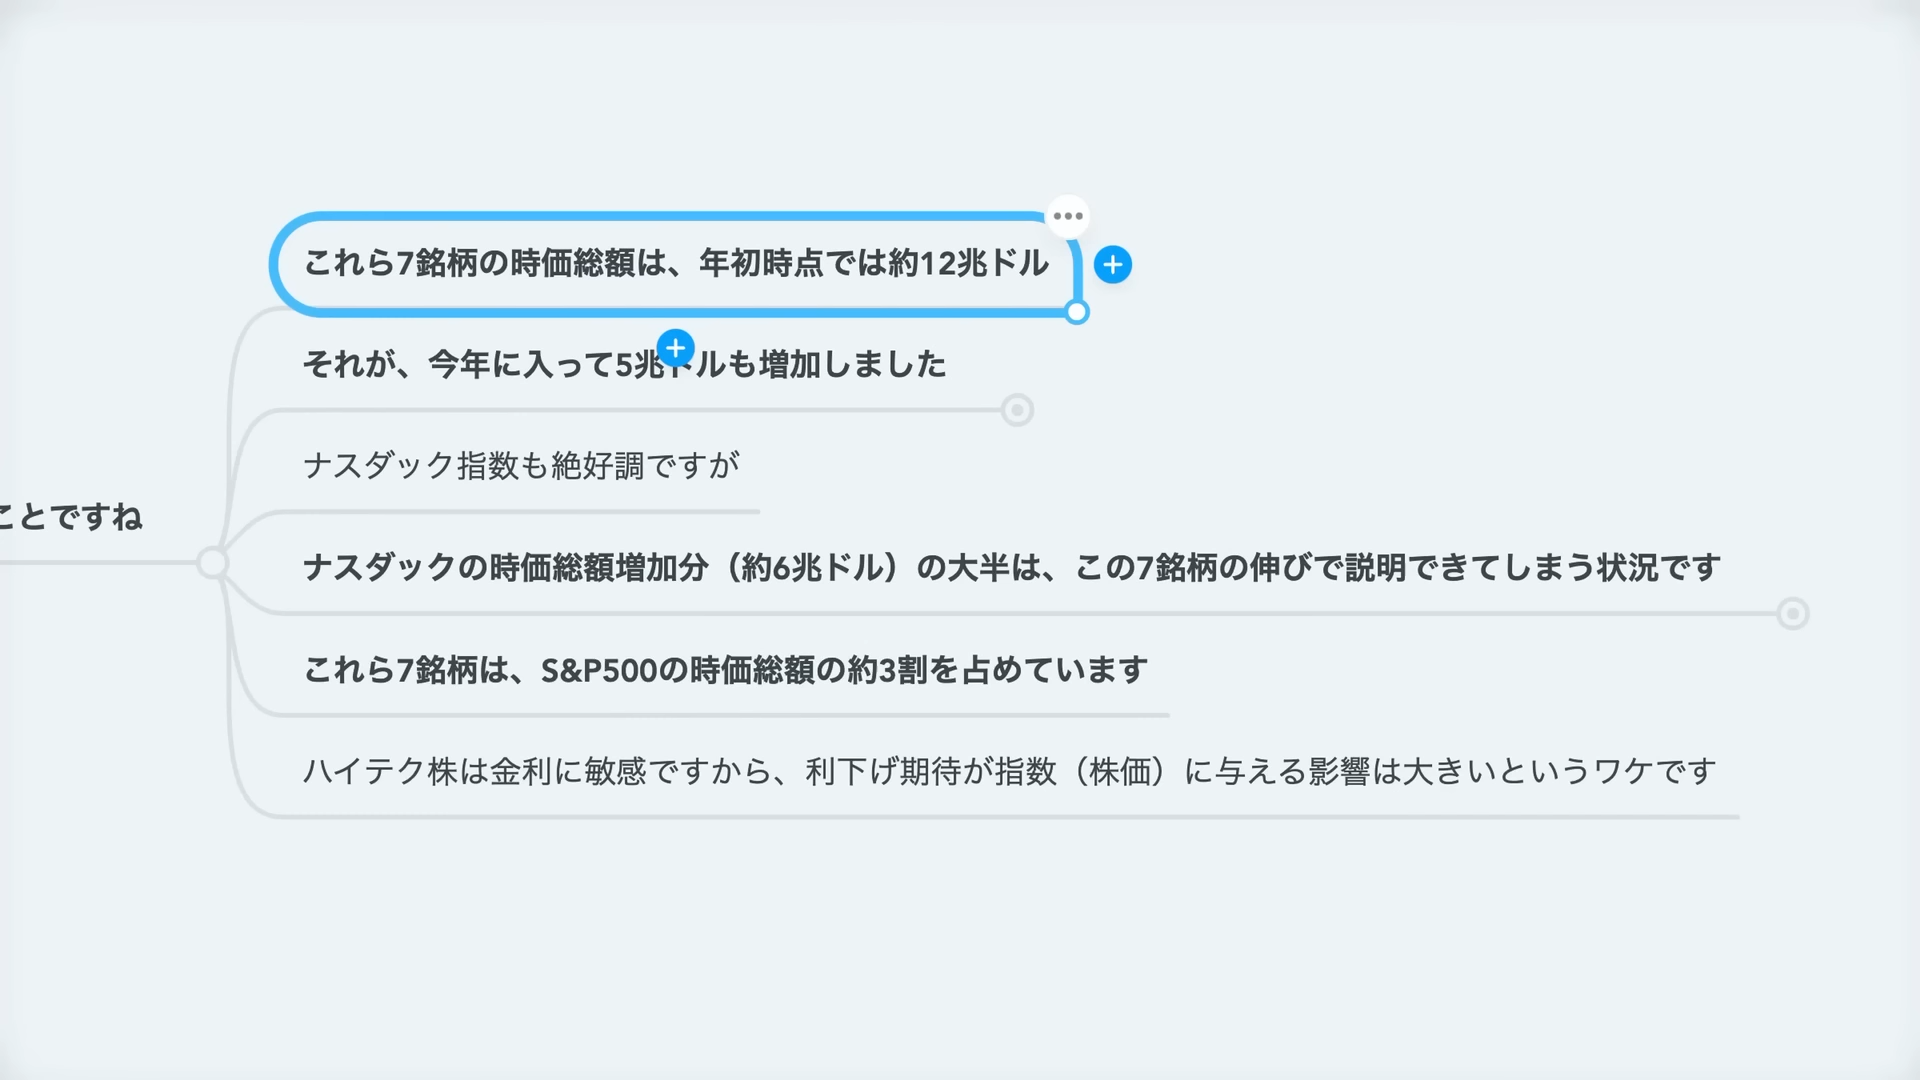 これら7銘柄の時価総額は、年初時点では約12兆ドル
それが、今年に入って5兆ドルも増加しました
ナスダック指数も絶好調ですが
ことですね
ナスダックの時価総額増加分（約6兆ドル）の大半は、この7銘柄の伸びで説明できてしまう状況です
これら7銘柄は、S&P500の時価総額の約3割を占めています
ハイテク株は金利に敏感ですから、利下げ期待が指数（株価）に与える影響は大きいというワケです